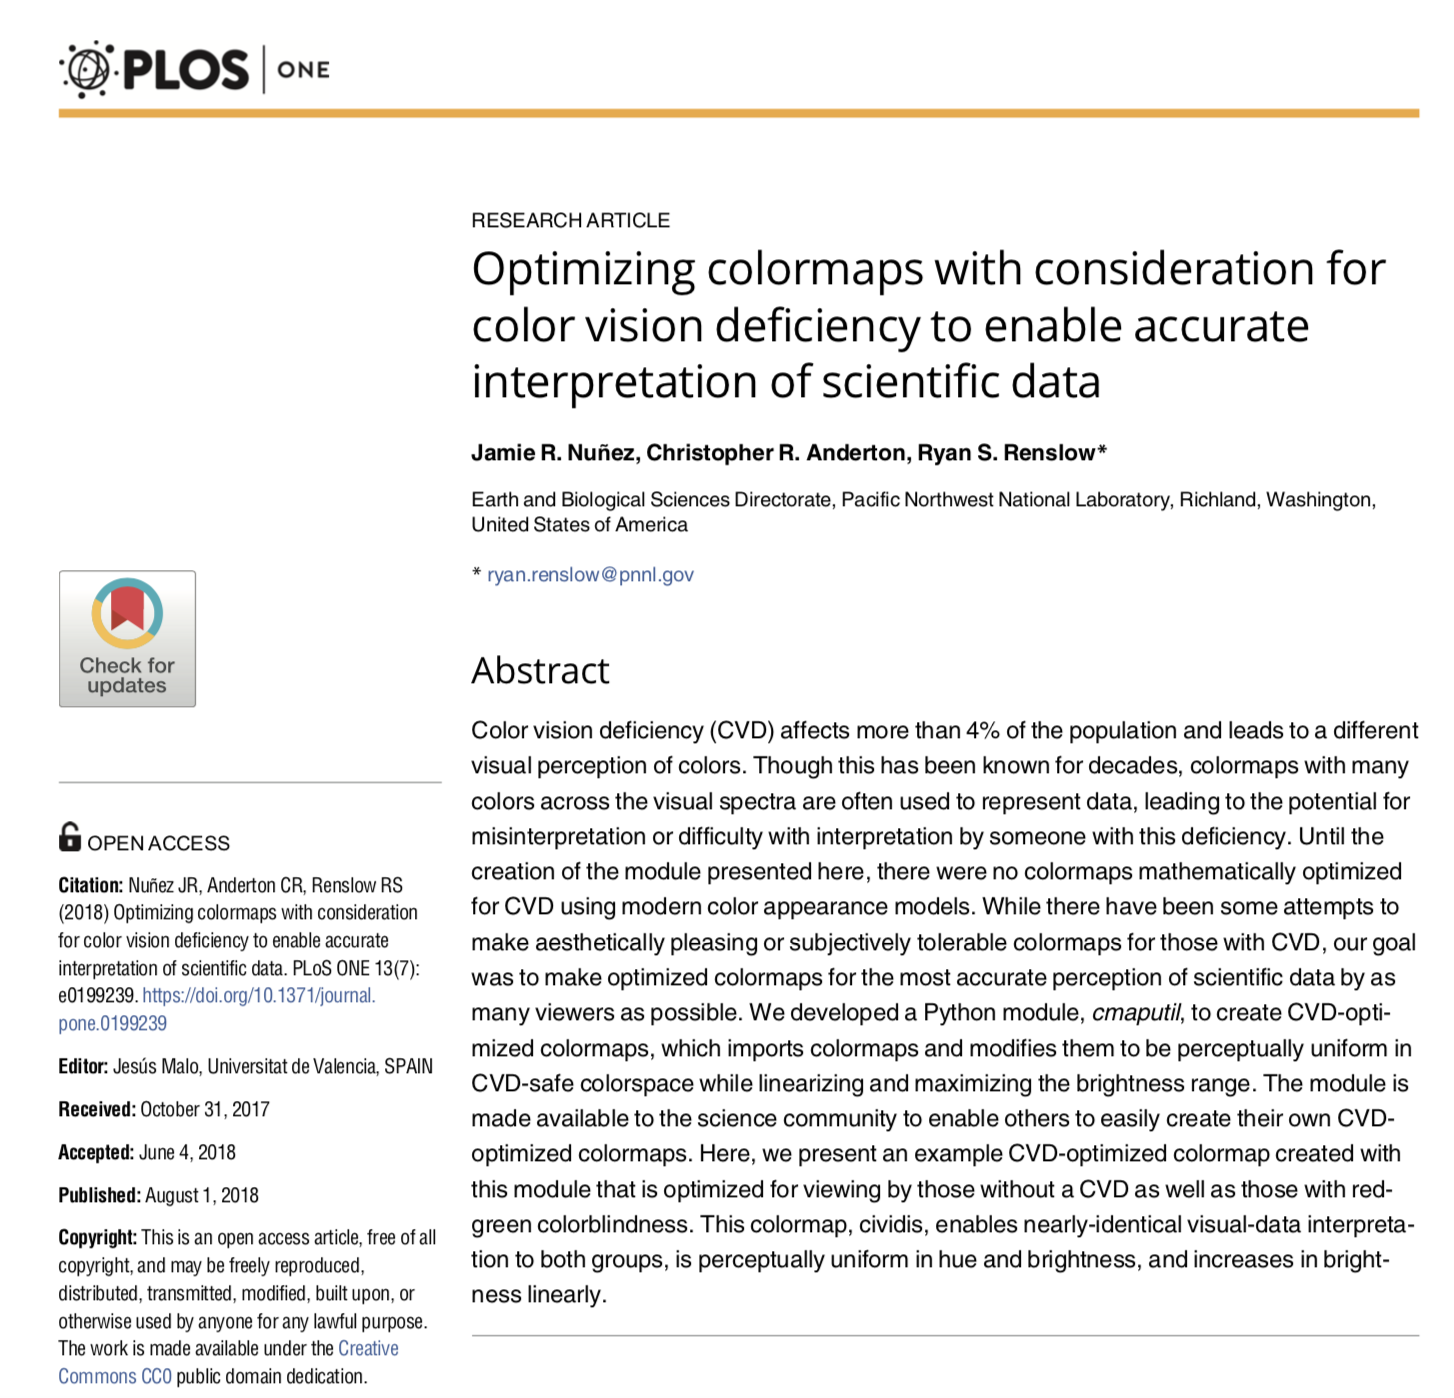 PLOS ONE
RESEARCH ARTICLE
Optimizing colormaps with consideration for
color vision deficiency to enable accurate
interpretation of scientific data
Jamie R. Nuñez, Christopher R. Anderton, Ryan S. Renslow*
Earth and Biological Sciences Directorate, Pacific Northwest National Laboratory, Richland, Washington,
United States of America
* ryan.renslow@pnnl.gov
Abstract
Color vision deficiency (CVD) affects more than 4% of the population and leads to a different
visual perception of colors. Though this has been known for decades, colormaps with many
colors across the visual spectra are often used to represent data, leading to the potential for
misinterpretation or difficulty with interpretation by someone with this deficiency. Until the
creation of the module presented here, there were no colormaps mathematically optimized
for CVD using modern color appearance models. While there have been some attempts to
make aesthetically pleasing or subjectively tolerable colormaps for those with CVD, our goal
was to make optimized colormaps for the most accurate perception of scientific data by as
many viewers as possible. We developed a Python module, cmaputil, to create CVD-opti-
mized colormaps, which imports colormaps and modifies them to be perceptually uniform in
CVD-safe colorspace while linearizing and maximizing the brightness range. The module is
made available to the science community to enable others to easily create their own CVD-
optimized colormaps. Here, we present an example CVD-optimized colormap created with
this module that is optimized for viewing by those without a CVD as well as those with red-
green colorblindness. This colormap, cividis, enables nearly-identical visual-data interpreta-
tion to both groups, is perceptually uniform in hue and brightness, and increases in bright-
ness linearly.
Check for
updates
OPEN ACCESS
Citation: Nuñez JR, Anderton CR, Renslow RS
(2018) Optimizing colormaps with consideration
for color vision deficiency to enable accurate
interpretation of scientific data. PLoS ONE 13(7):
e0199239. https://doi.org/10.1371/journal.
pone.0199239
Editor: Jesús Malo, Universitat de Valencia, SPAIN
Received: October 31, 2017
Accepted: June 4, 2018
Published: August 1, 2018
Copyright: This is an open access article, free of all
copyright, and may be freely reproduced,
distributed, transmitted, modified, built upon, or
otherwise used by anyone for any lawful purpose.
The work is made available under the Creative
Commons CC0 public domain dedication.